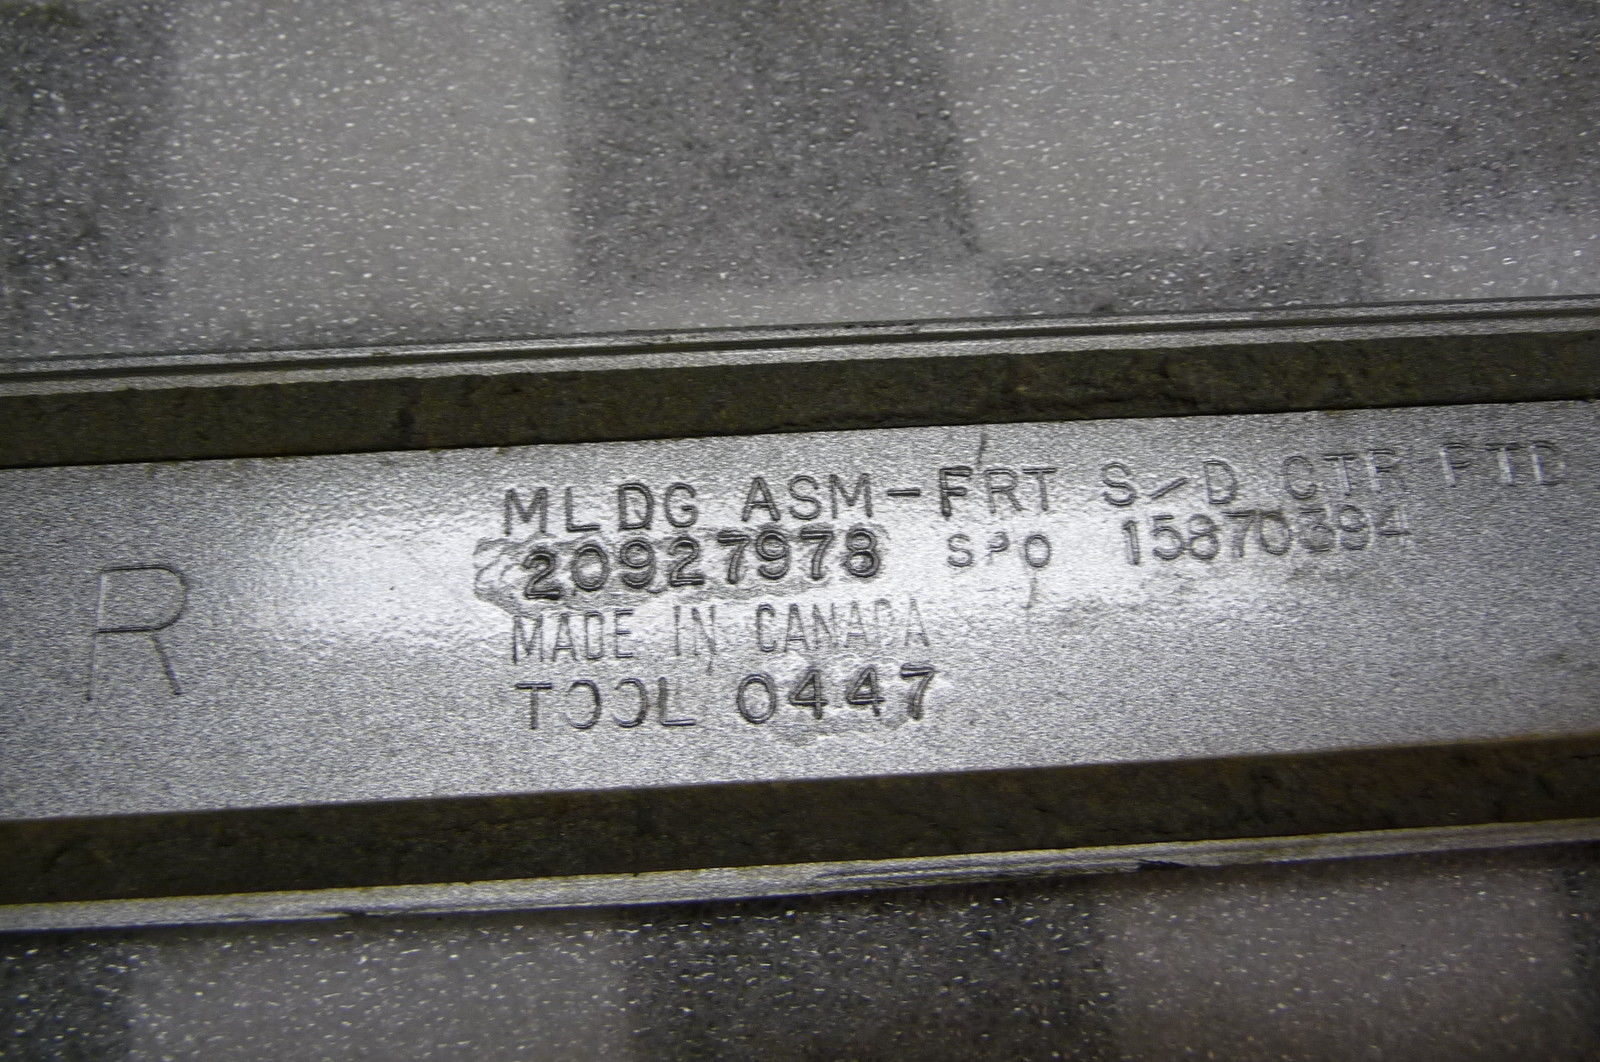 MLDG ASM-FRT S/D CTR PTD
R
20927978 SPO 15870394
MADE IN CANADA
TOOL 0447